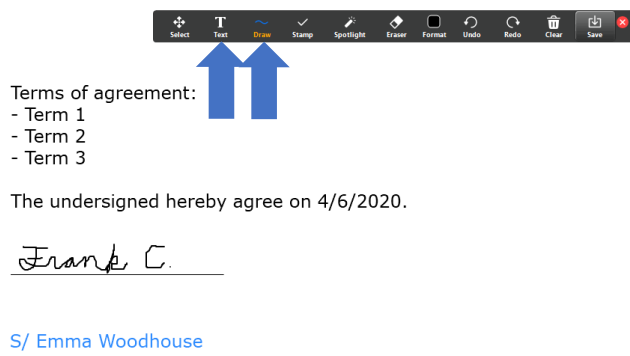 Select Text Draw Stamp Spotlight Eraser Format Undo Redo Clear Save
Terms of agreement:
- Term 1
- Term 2
- Term 3
The undersigned hereby agree on 4/6/2020.
Frank C.
S/ Emma Woodhouse